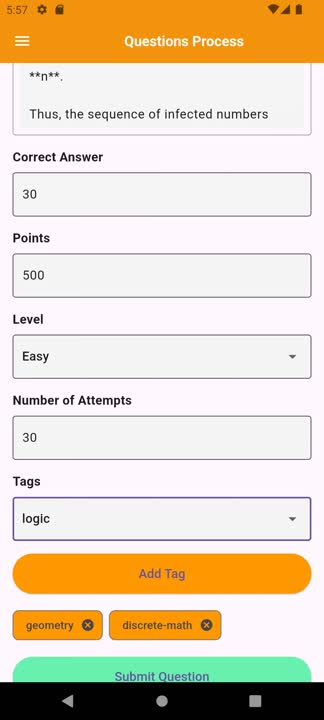 5:57
Questions Process
**n**.
Thus, the sequence of infected numbers
Correct Answer
30
Points
500
Level
Easy
Number of Attempts
30
Tags
logic
Add Tag
geometry discrete-math
Submit Question